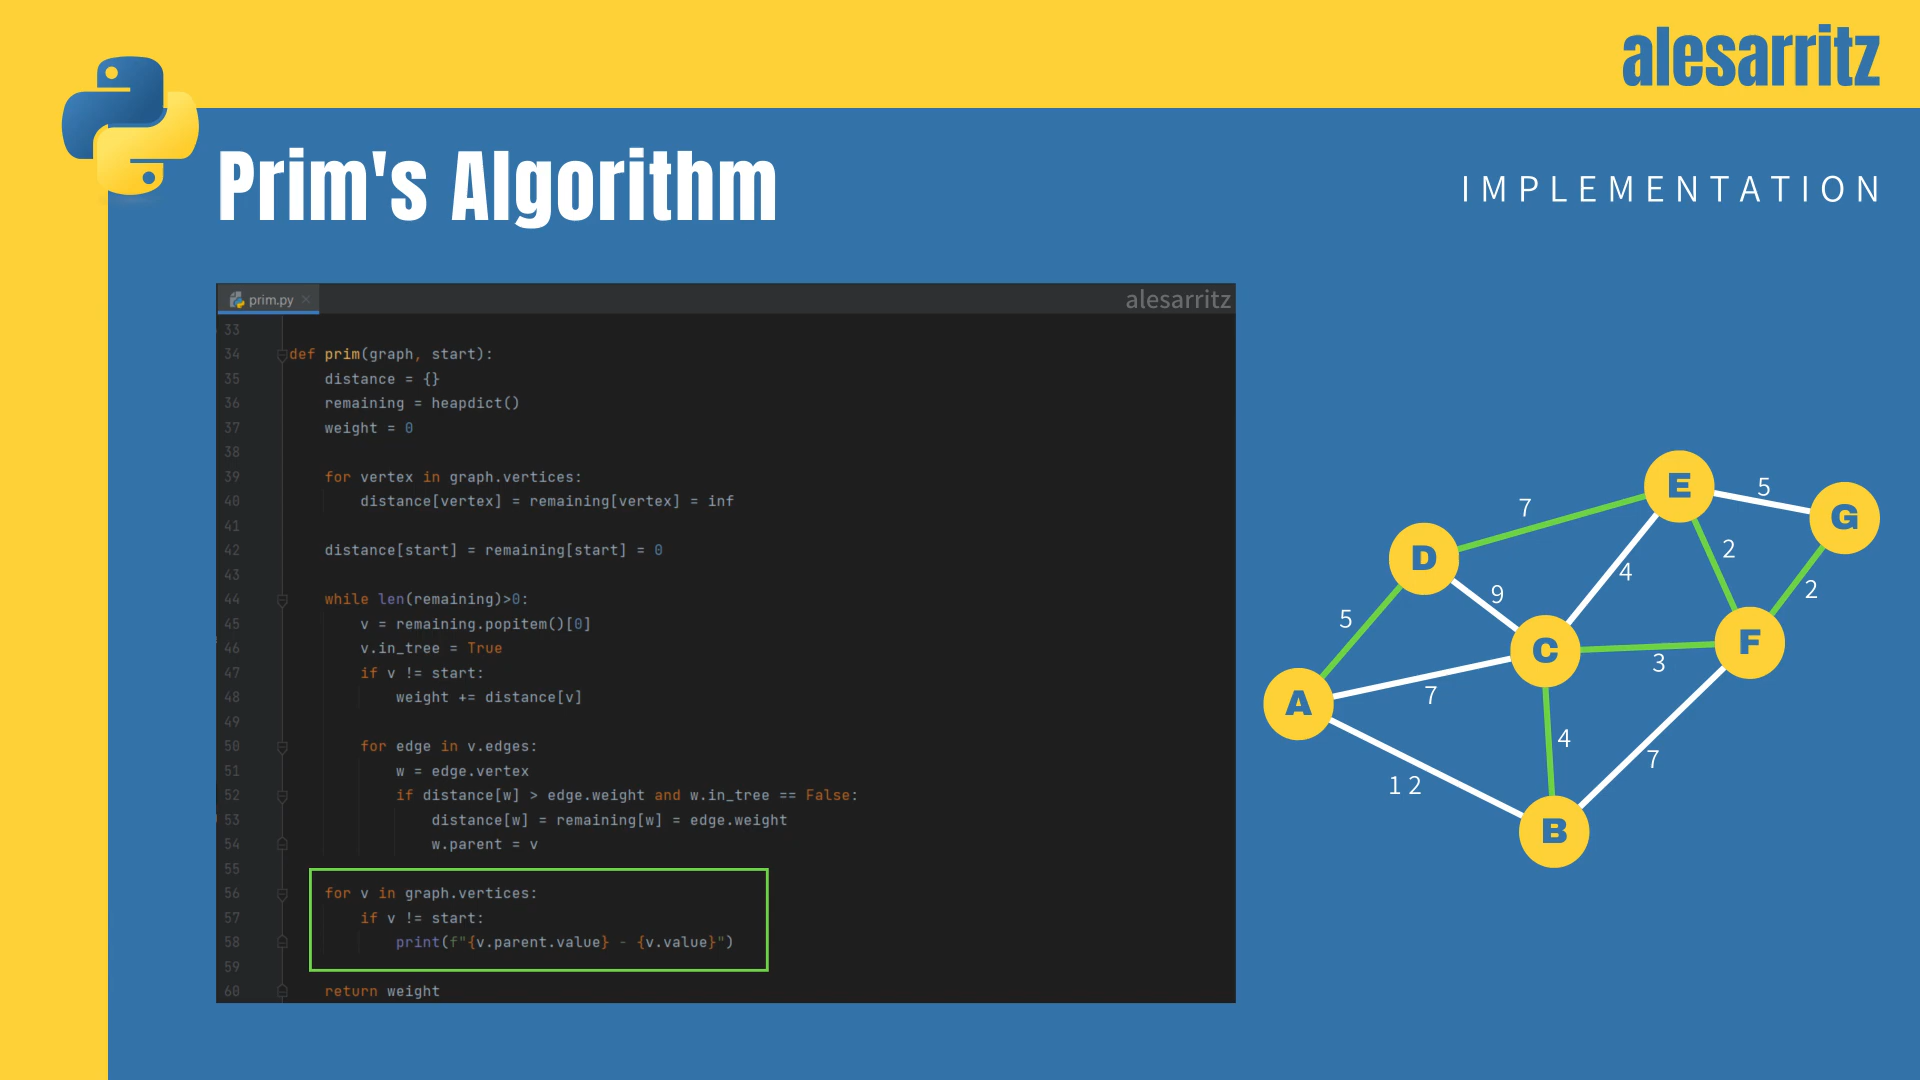 alesarritz
Prim's Algorithm
IMPLEMENTATION
prim.py
alesarritz
33
34 def prim(graph, start):
35 distance = {}
36 remaining = heapdict()
37 weight = 0
38
39 for vertex in graph.vertices:
40 distance[vertex] = remaining[vertex] = inf
41
42 distance[start] = remaining[start] = 0
43
44 while len(remaining)>0:
45 v = remaining.popitem()[0]
46 v.in_tree = True
47 if v != start:
48 weight += distance[v]
49
50 for edge in v.edges:
51 w = edge.vertex
52 if distance[w] > edge.weight and w.in_tree == False:
53 distance[w] = remaining[w] = edge.weight
54 w.parent = v
55
56 for v in graph.vertices:
57 if v != start:
58 print(f"{v.parent.value} - {v.value}")
59
60 return weight
E
5
G
7
D
2
4
9
2
5
F
C
3
7
A
4
7
12
B